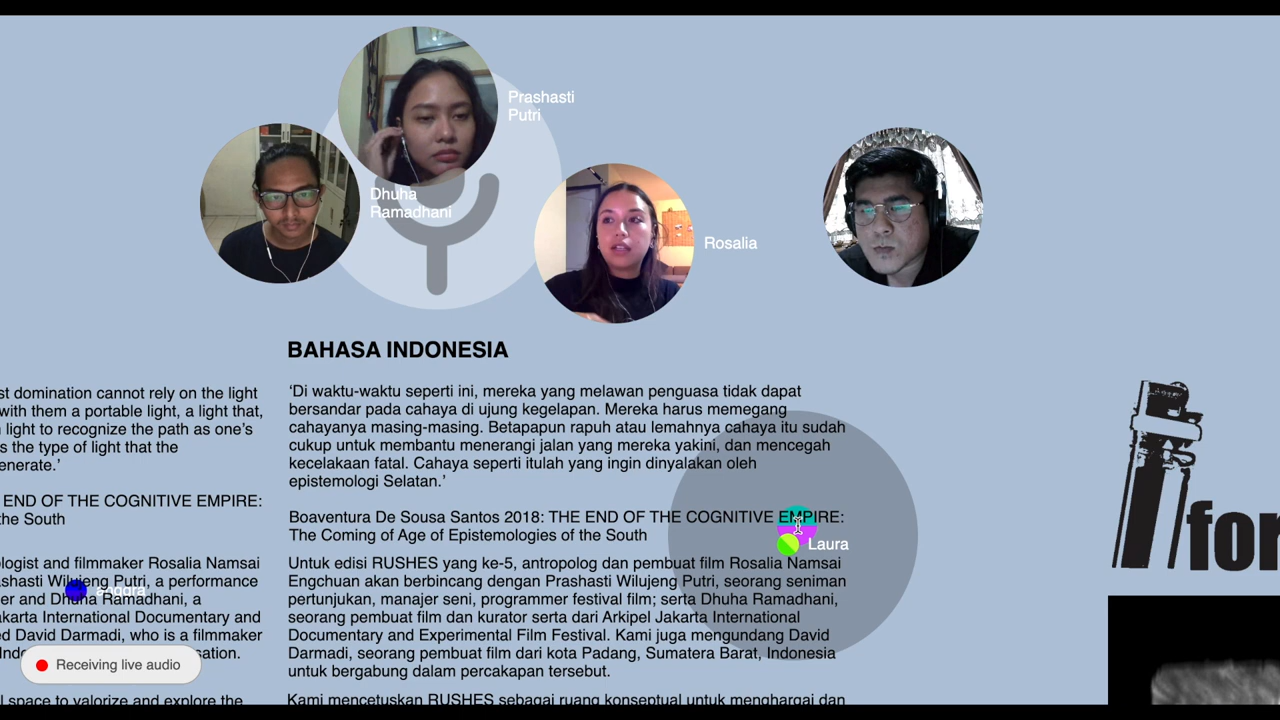 Prashasti
Putri
Dhuha
Ramadhani
Rosalia
BAHASA INDONESIA
st domination cannot rely on the light
with them a portable light, a light that,
light to recognize the path as one's
s the type of light that the
enerate.'
END OF THE COGNITIVE EMPIRE:
the South
ologist and filmmaker Rosalia Namsai
ashasti Wilujeng Putri, a performance
er and Dhuha Ramadhani, a
akarta International Documentary and
ed David Darmadi, who is a filmmaker
sation.
l space to valorize and explore the
‘Di waktu-waktu seperti ini, mereka yang melawan penguasa tidak dapat
bersandar pada cahaya di ujung kegelapan. Mereka harus memegang
cahayanya masing-masing. Betapapun rapuh atau lemahnya cahaya itu sudah
cukup untuk membantu menerangi jalan yang mereka yakini, dan mencegah
kecelakaan fatal. Cahaya seperti itulah yang ingin dinyalakan oleh
epistemologi Selatan.’
Boaventura De Sousa Santos 2018: THE END OF THE COGNITIVE EMPIRE:
The Coming of Age of Epistemologies of the South
Laura
Untuk edisi RUSHES yang ke-5, antropolog dan pembuat film Rosalia Namsai
Engchuan akan berbincang dengan Prashasti Wilujeng Putri, seorang seniman
pertunjukan, manajer seni, programmer festival film; serta Dhuha Ramadhani,
seorang pembuat film dan kurator serta dari Arkipel Jakarta International
Documentary and Experimental Film Festival. Kami juga mengundang David
Darmadi, seorang pembuat film dari kota Padang, Sumatera Barat, Indonesia
untuk bergabung dalam percakapan tersebut.
Kami mencetuskan RUSHES sebagai ruang konseptual untuk menghargai dan
Receiving live audio
for